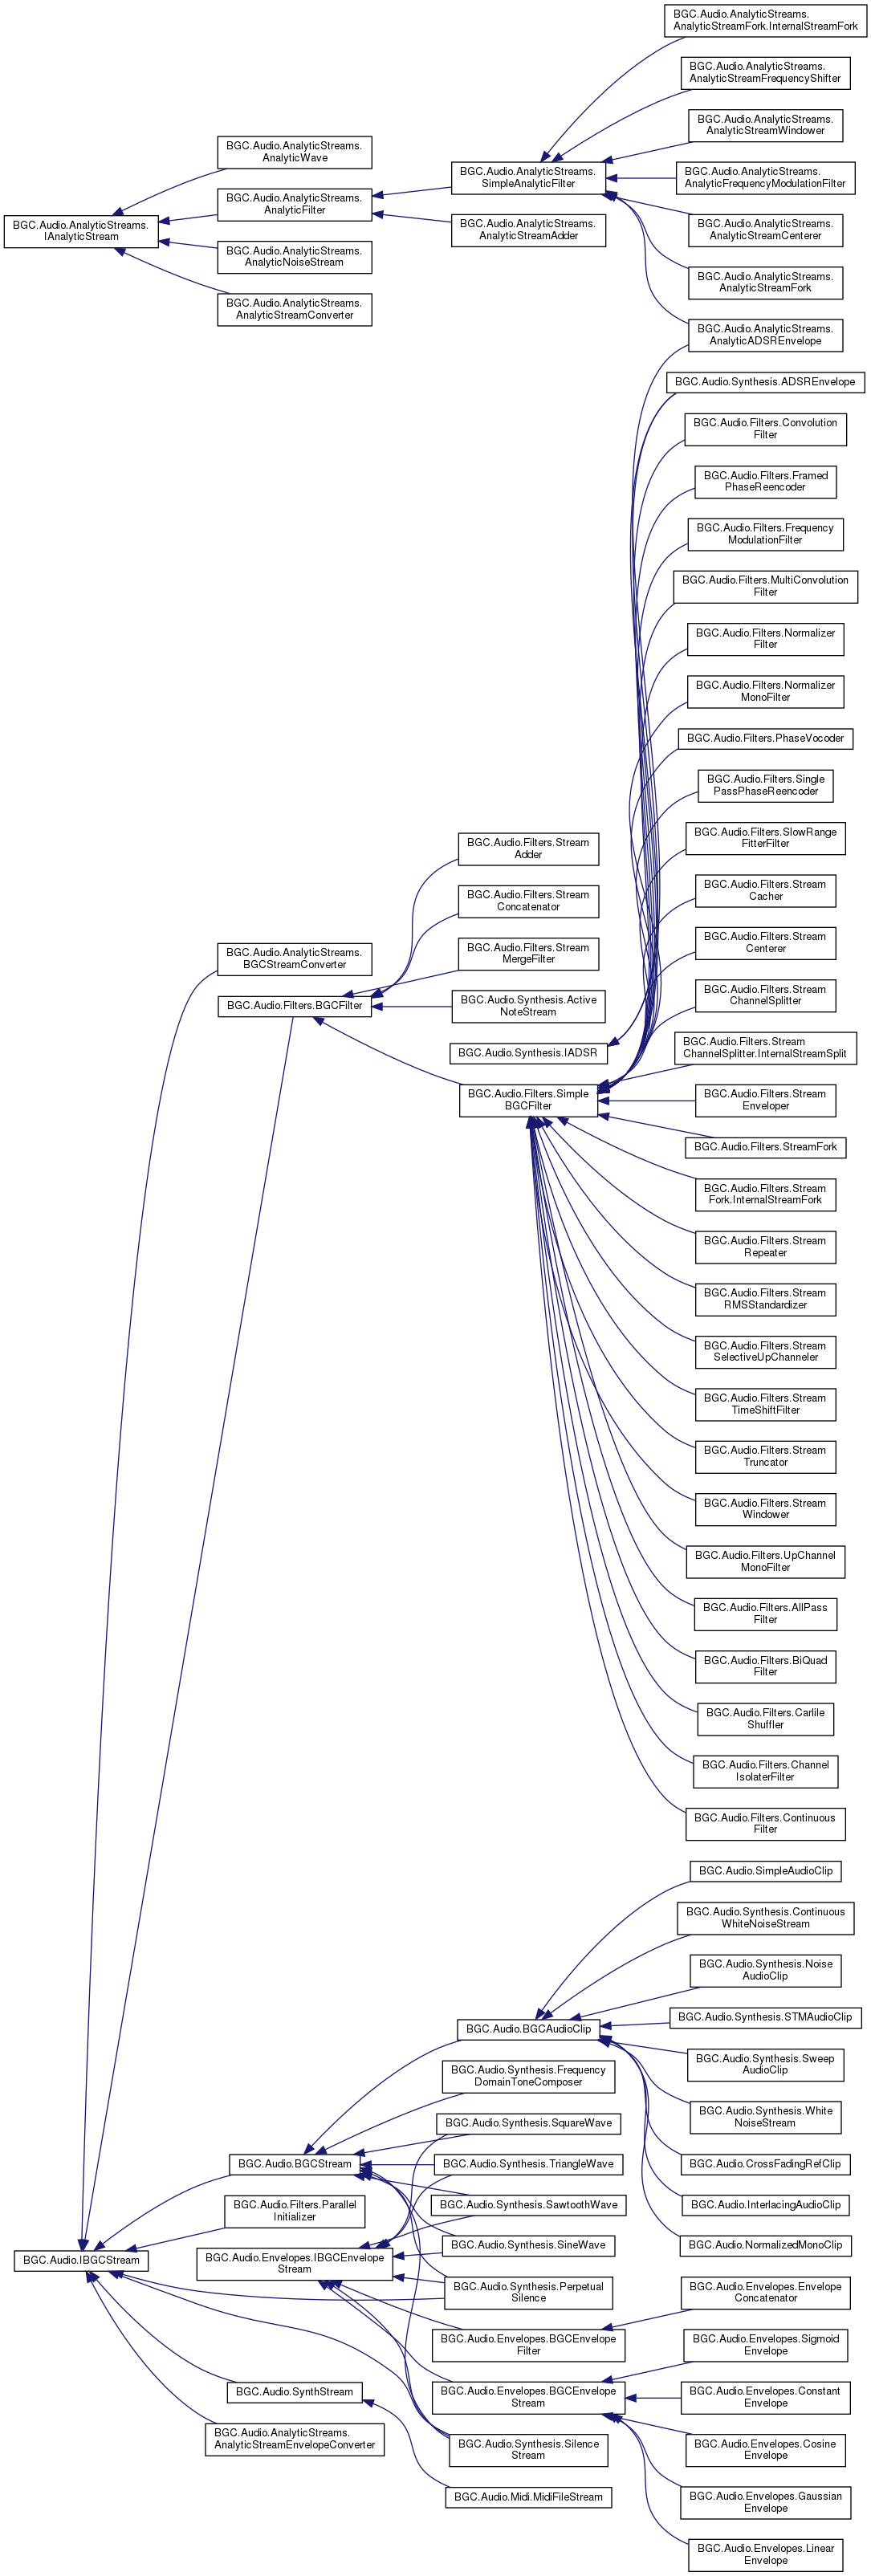 BGC.Audio.AnalyticStreams.
AnalyticStreamFork.InternalStreamFork
BGC.Audio.AnalyticStreams.
AnalyticStreamFrequencyShifter
BGC.Audio.AnalyticStreams.
AnalyticStreamWindower
BGC.Audio.AnalyticStreams.
AnalyticWave
BGC.Audio.AnalyticStreams.
SimpleAnalyticFilter
BGC.Audio.AnalyticStreams.
AnalyticFrequencyModulationFilter
BGC.Audio.AnalyticStreams.
AnalyticFilter
BGC.Audio.AnalyticStreams.
IAnalyticStream
BGC.Audio.AnalyticStreams.
AnalyticStreamAdder
BGC.Audio.AnalyticStreams.
AnalyticStreamCenterer
BGC.Audio.AnalyticStreams.
AnalyticNoiseStream
BGC.Audio.AnalyticStreams.
AnalyticStreamFork
BGC.Audio.AnalyticStreams.
AnalyticStreamConverter
BGC.Audio.AnalyticStreams.
AnalyticADSREnvelope
BGC.Audio.Synthesis.ADSREnvelope
BGC.Audio.Filters.Convolution
Filter
BGC.Audio.Filters.Framed
PhaseReencoder
BGC.Audio.Filters.Frequency
ModulationFilter
BGC.Audio.Filters.MultiConvolution
Filter
BGC.Audio.Filters.Normalizer
Filter
BGC.Audio.Filters.Normalizer
MonoFilter
BGC.Audio.Filters.PhaseVocoder
BGC.Audio.Filters.Single
PassPhaseReencoder
BGC.Audio.Filters.SlowRange
FitterFilter
BGC.Audio.Filters.Stream
Adder
BGC.Audio.Filters.Stream
Cacher
BGC.Audio.Filters.Stream
Concatenator
BGC.Audio.Filters.Stream
Centerer
BGC.Audio.AnalyticStreams.
BGCStreamConverter
BGC.Audio.Filters.Stream
MergeFilter
BGC.Audio.Filters.BGCFilter
BGC.Audio.Synthesis.Active
NoteStream
BGC.Audio.Filters.Stream
ChannelSplitter
BGC.Audio.Synthesis.IADSR
BGC.Audio.Filters.Stream
ChannelSplitter.InternalStreamSplit
BGC.Audio.Filters.Simple
BGCFilter
BGC.Audio.Filters.Stream
Enveloper
BGC.Audio.Filters.StreamFork
BGC.Audio.Filters.Stream
Fork.InternalStreamFork
BGC.Audio.Filters.Stream
Repeater
BGC.Audio.Filters.Stream
RMSStandardizer
BGC.Audio.Filters.Stream
SelectiveUpChanneler
BGC.Audio.Filters.Stream
TimeShiftFilter
BGC.Audio.Filters.Stream
Truncator
BGC.Audio.Filters.Stream
Windower
BGC.Audio.Filters.UpChannel
MonoFilter
BGC.Audio.Filters.AllPass
Filter
BGC.Audio.Filters.BiQuad
Filter
BGC.Audio.Filters.Carlile
Shuffler
BGC.Audio.Filters.Channel
IsolaterFilter
BGC.Audio.Filters.Continuous
Filter
BGC.Audio.SimpleAudioClip
BGC.Audio.Synthesis.Continuous
WhiteNoiseStream
BGC.Audio.Synthesis.Noise
AudioClip
BGC.Audio.BGCAudioClip
BGC.Audio.Synthesis.STMAudioClip
BGC.Audio.Synthesis.Sweep
AudioClip
BGC.Audio.Synthesis.Frequency
DomainToneComposer
BGC.Audio.Synthesis.White
NoiseStream
BGC.Audio.Synthesis.SquareWave
BGC.Audio.BGCStream
BGC.Audio.Synthesis.TriangleWave
BGC.Audio.CrossFadingRefClip
BGC.Audio.Filters.Parallel
Initializer
BGC.Audio.Synthesis.SawtoothWave
BGC.Audio.InterlacingAudioClip
BGC.Audio.IBGCStream
BGC.Audio.Envelopes.IBGCEnvelope
Stream
BGC.Audio.Synthesis.SineWave
BGC.Audio.NormalizedMonoClip
BGC.Audio.Synthesis.Perpetual
Silence
BGC.Audio.Envelopes.Envelope
Concatenator
BGC.Audio.Envelopes.BGCEnvelope
Filter
BGC.Audio.Envelopes.Sigmoid
Envelope
BGC.Audio.SynthStream
BGC.Audio.Envelopes.BGCEnvelope
Stream
BGC.Audio.Envelopes.Constant
Envelope
BGC.Audio.AnalyticStreams.
AnalyticStreamEnvelopeConverter
BGC.Audio.Synthesis.Silence
Stream
BGC.Audio.Envelopes.Cosine
Envelope
BGC.Audio.Midi.MidiFileStream
BGC.Audio.Envelopes.Gaussian
Envelope
BGC.Audio.Envelopes.Linear
Envelope